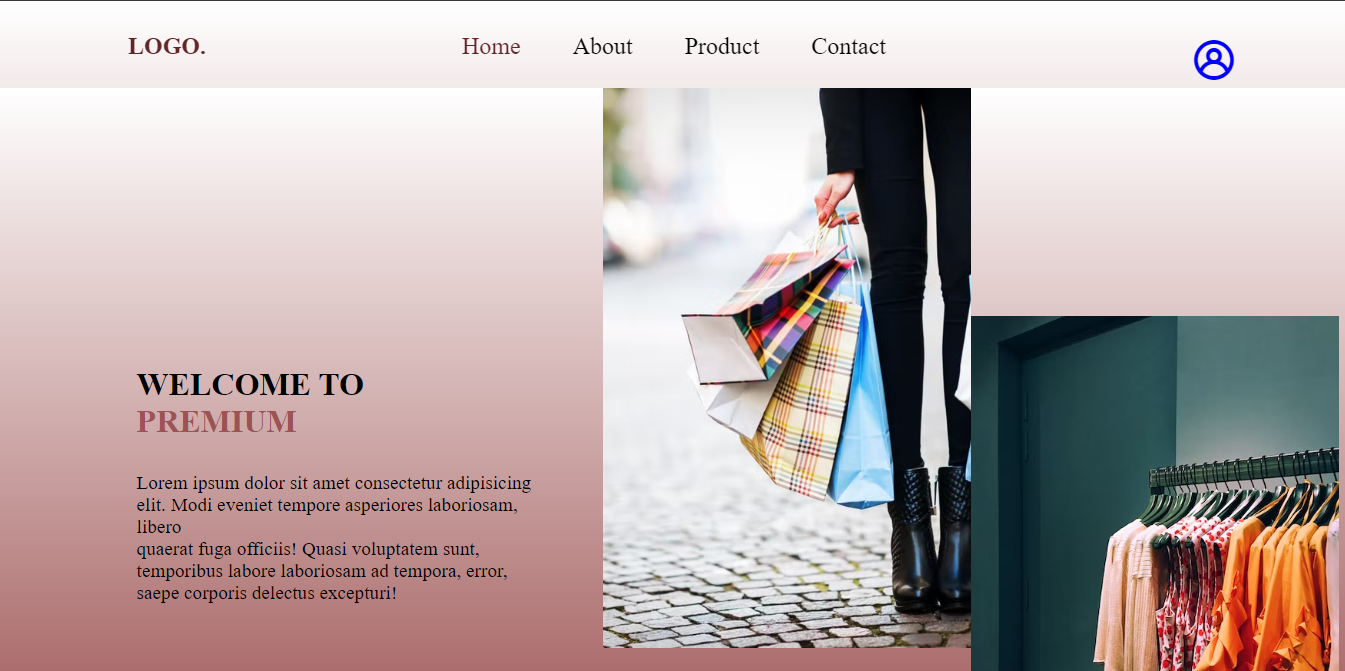 LOGO.
Home About Product Contact
WELCOME TO
PREMIUM
Lorem ipsum dolor sit amet consectetur adipisicing
elit. Modi eveniet tempore asperiores laboriosam,
libero
quaerat fuga officiis! Quasi voluptatem sunt,
temporibus labore laboriosam ad tempora, error,
saepe corporis delectus excepturi!